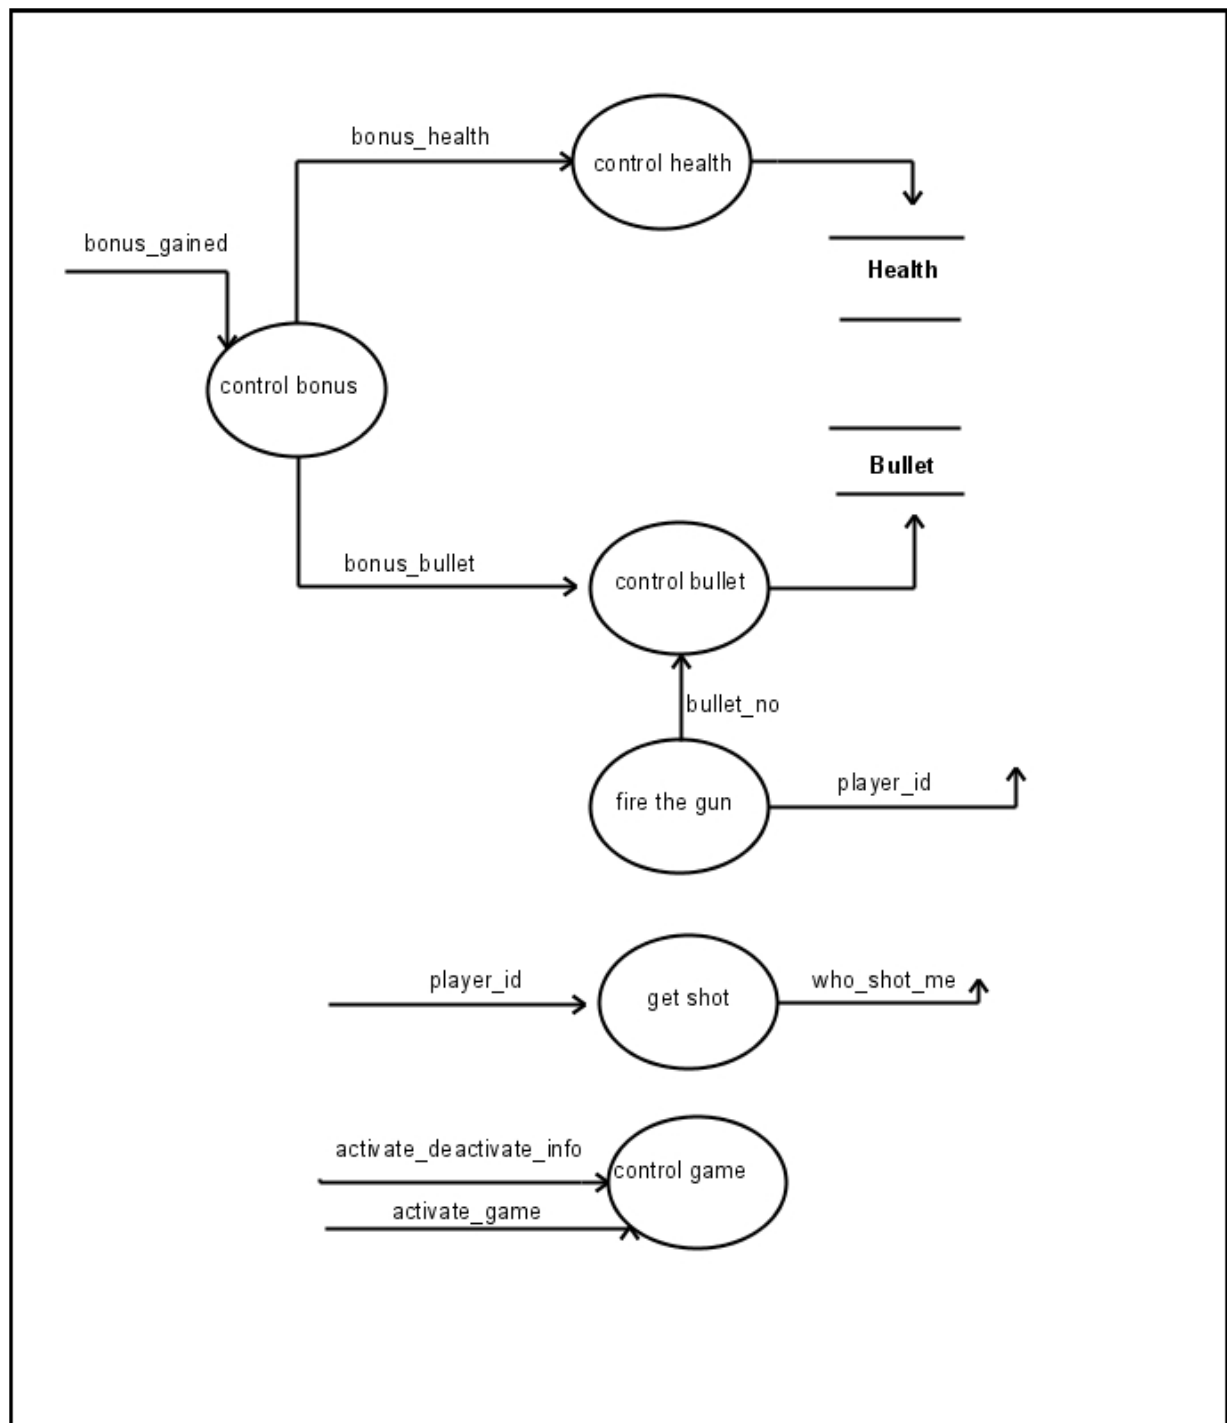 bonus_health
control health
bonus_gained
Health
control bonus
Bullet
bonus_bullet
control bullet
bullet_no
fire the gun
player_id
player_id
get shot
who_shot_me
activate_deactivate_info
control game
activate_game